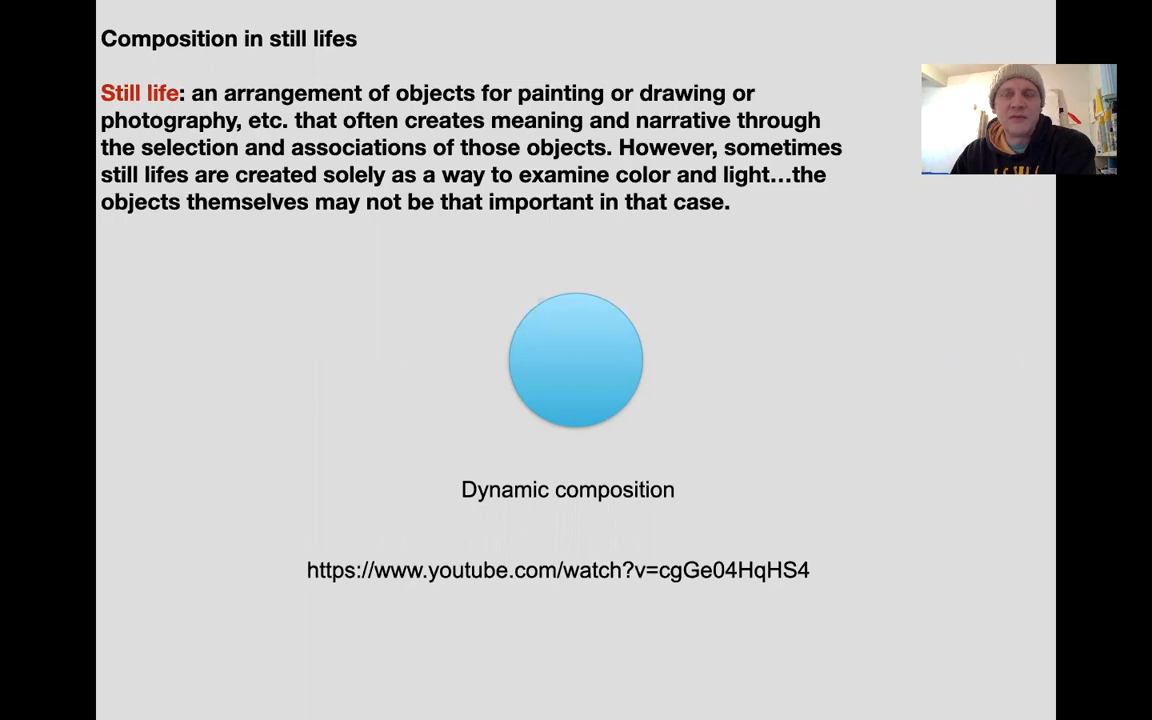 Composition in still lifes
Still life: an arrangement of objects for painting or drawing or
photography, etc. that often creates meaning and narrative through
the selection and associations of those objects. However, sometimes
still lifes are created solely as a way to examine color and light…the
objects themselves may not be that important in that case.
Dynamic composition
https://www.youtube.com/watch?v=cgGe04HqHS4